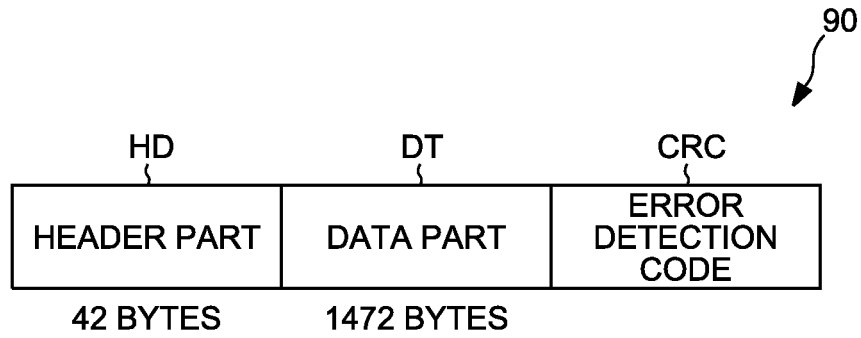 90
HD
DT
CRC
HEADER PART
DATA PART
ERROR
DETECTION
CODE
42 BYTES
1472 BYTES